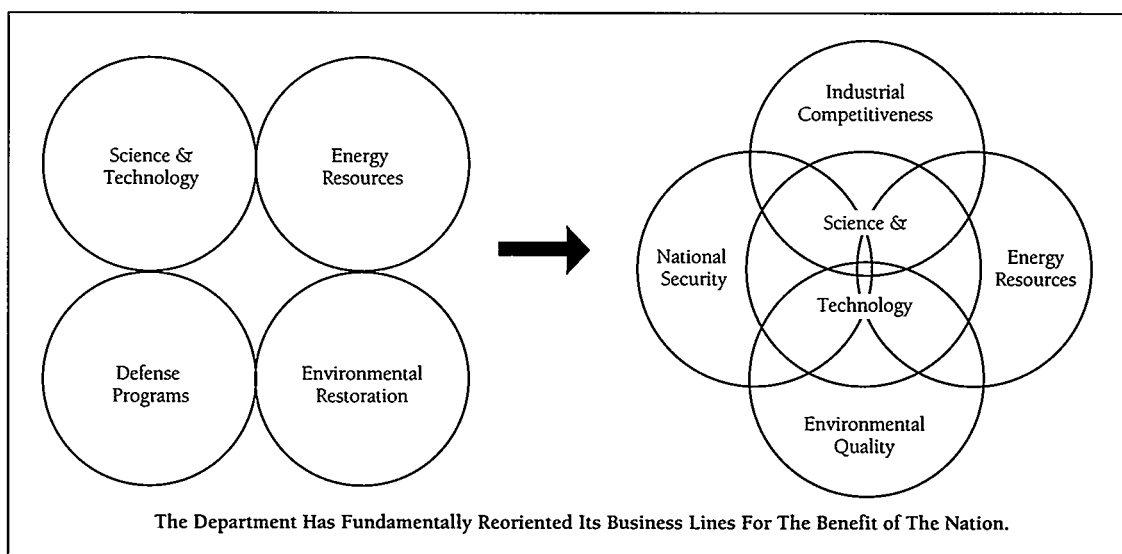 Science &
Technology
Energy
Resources
Defense
Programs
Environmental
Restoration
Industrial
Competitiveness
National
Security
Science &
Technology
Energy
Resources
Environmental
Quality
The Department Has Fundamentally Reoriented Its Business Lines For The Benefit of The Nation.